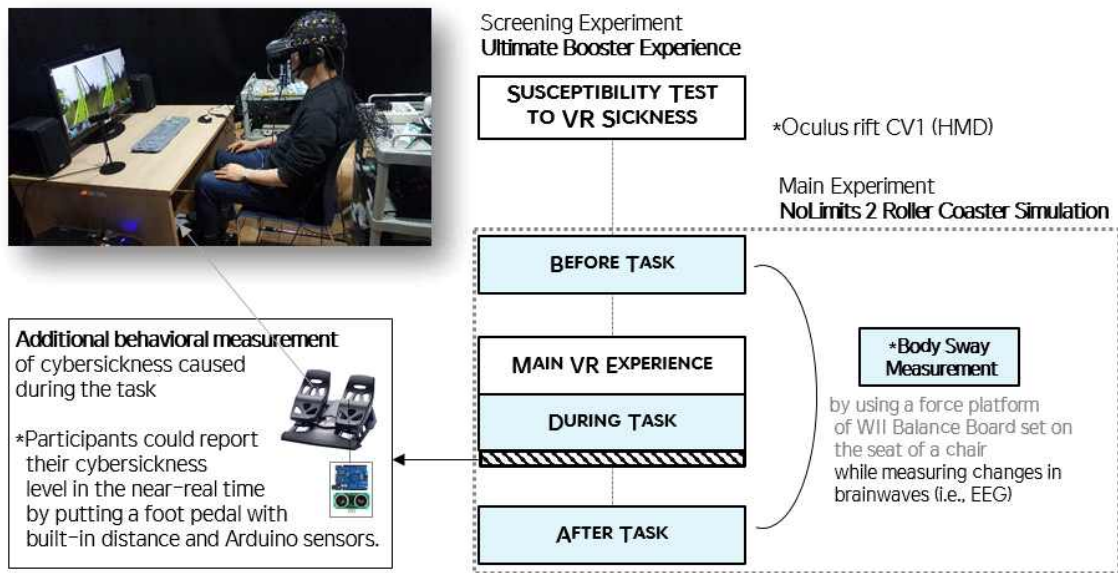 Screening Experiment
Ultimate Booster Experience
SUSCEPTIBILITY TEST
TO VR SICKNESS
*Oculus rift CV1 (HMD)
Main Experiment
NoLimits 2 Roller Coaster Simulation
BEFORE TASK
MAIN VR EXPERIENCE
DURING TASK
AFTER TASK
*Body Sway
Measurement
by using a force platform
of WII Balance Board set on
the seat of a chair
while measuring changes in
brainwaves (i.e., EEG)
Additional behavioral measurement
of cybersickness caused
during the task
*Participants could report
their cybersickness
level in the near-real time
by putting a foot pedal with
built-in distance and Arduino sensors.